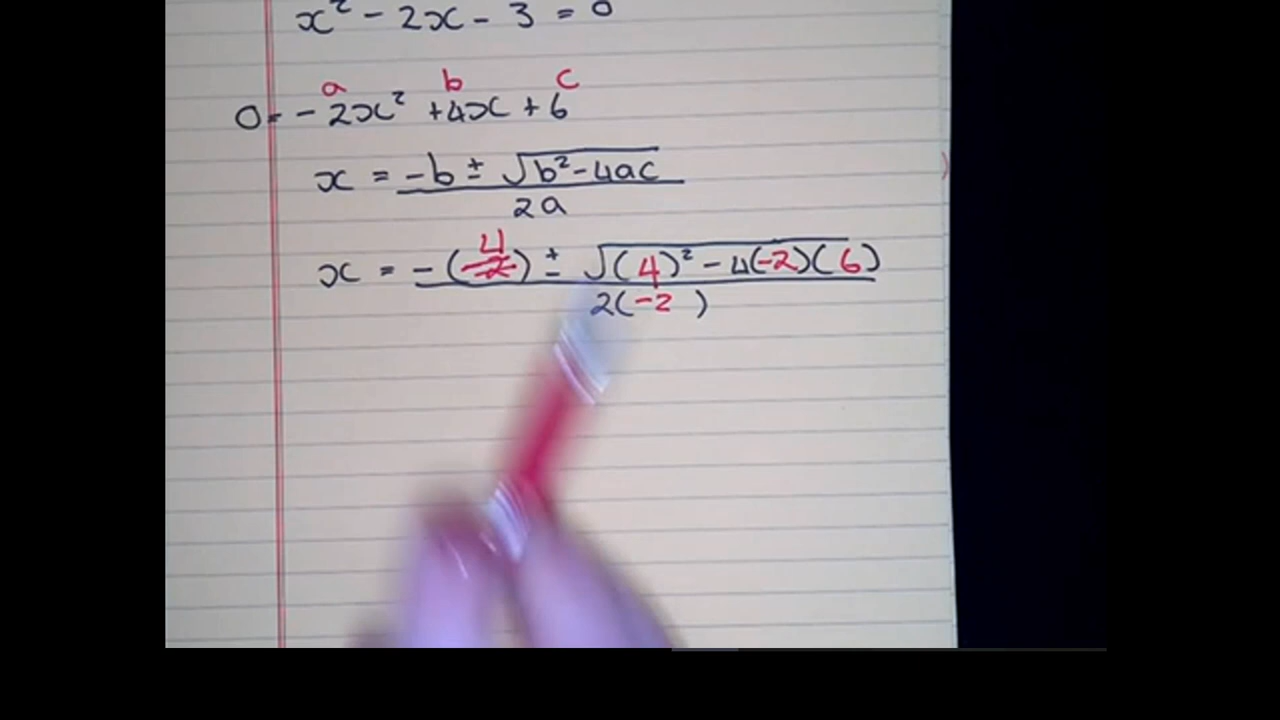 x² - 2x - 3 = 0
a b c
0 = -2x² + 4x + 6
x = -b ± √b² - 4ac
2a
4
x = -(-2) ± √(4)² - 4(-2)(6)
2(-2)